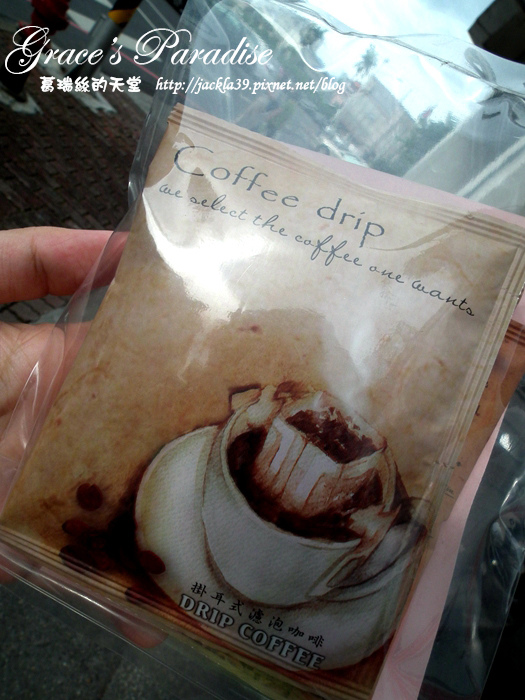 Grace's Paradise
葛瑞絲的天堂 http://jackla39.pixnet.net/blog
Coffee drip
we select the coffee one wants
掛耳式濾泡咖啡
DRIP COFFEE